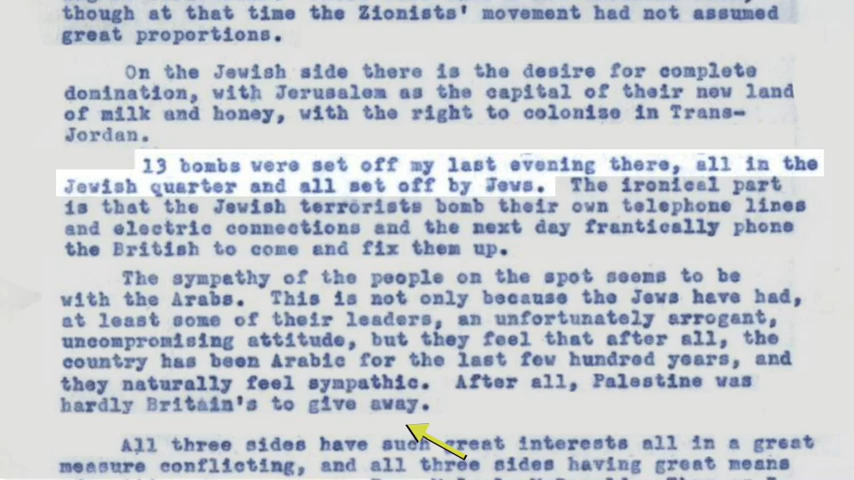 though at that time the Zionists' movement had not assumed
great proportions.
On the Jewish side there is the desire for complete
domination, with Jerusalem as the capital of their new land
of milk and honey, with the right to colonize in Trans-
Jordan.
13 bombs were set off my last evening there, all in the
Jewish quarter and all set off by Jews. The ironical part
is that the Jewish terrorists bomb their own telephone lines
and electric connections and the next day frantically phone
the British to come and fix them up.
The sympathy of the people on the spot seems to be
with the Arabs. This is not only because the Jews have had,
at least some of their leaders, an unfortunately arrogant,
uncompromising attitude, but they feel that after all, the
country has been Arabic for the last few hundred years, and
they naturally feel sympathic. After all, Palestine was
hardly Britain's to give away.
All three sides have such great interests all in a great
measure conflicting, and all three sides having great means